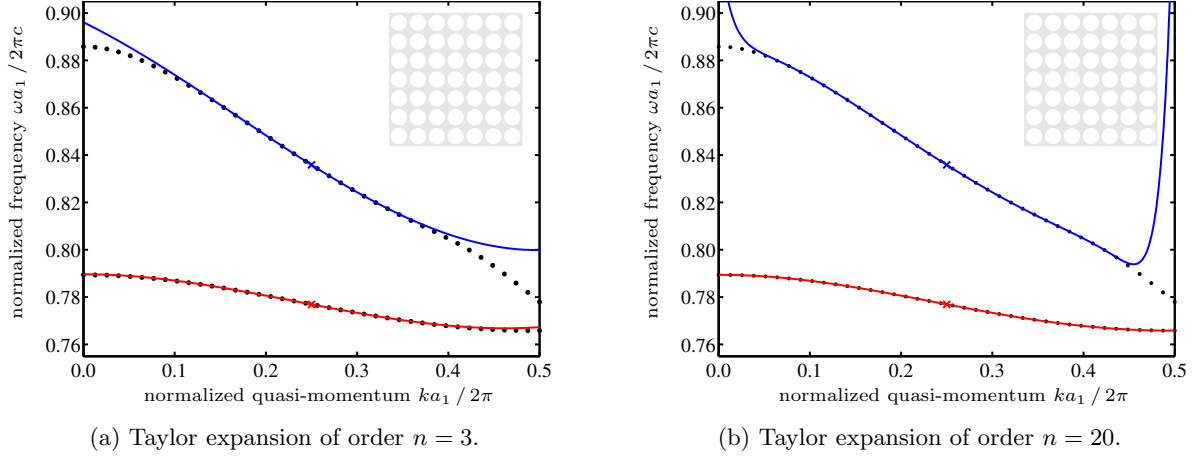 0.90
0.88
0.86
0.84
0.82
0.80
0.78
0.76
normalized frequency ωa₁ / 2πc
0.0 0.1 0.2 0.3 0.4 0.5
normalized quasi-momentum ka₁ / 2π
(a) Taylor expansion of order n = 3.
0.90
0.88
0.86
0.84
0.82
0.80
0.78
0.76
normalized frequency ωa₁ / 2πc
0.0 0.1 0.2 0.3 0.4 0.5
normalized quasi-momentum ka₁ / 2π
(b) Taylor expansion of order n = 20.